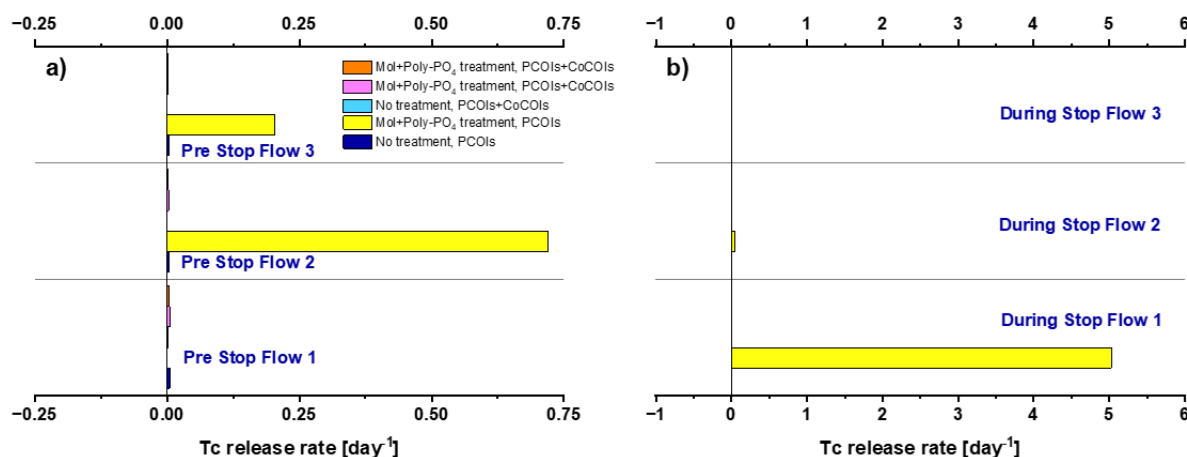 −0.25 0.00 0.25 0.50 0.75
a)
Mol+Poly-PO₄ treatment, PCOIs+CoCOIs
Mol+Poly-PO₄ treatment, PCOIs+CoCOIs
No treatment, PCOIs+CoCOIs
Mol+Poly-PO₄ treatment, PCOIs
No treatment, PCOIs
Pre Stop Flow 3
Pre Stop Flow 2
Pre Stop Flow 1
−0.25 0.00 0.25 0.50 0.75
Tc release rate [day⁻¹]
−1 0 1 2 3 4 5 6
b)
During Stop Flow 3
During Stop Flow 2
During Stop Flow 1
−1 0 1 2 3 4 5 6
Tc release rate [day⁻¹]